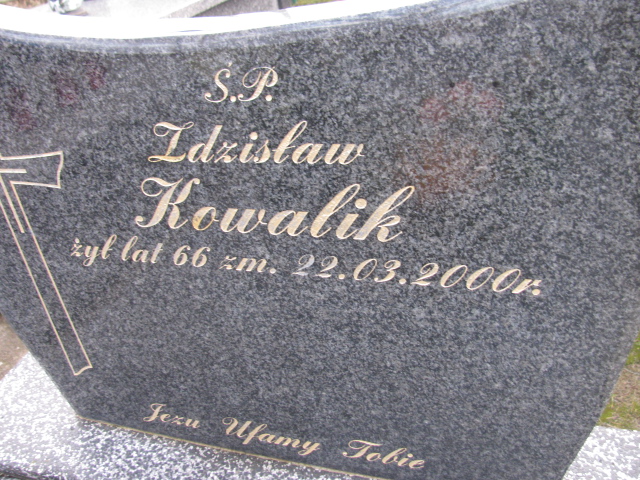 Ś.P.
Zdzisław
Kowalik
żył lat 66 zm. 22.03.2000r.
Jezu Ufamy Tobie